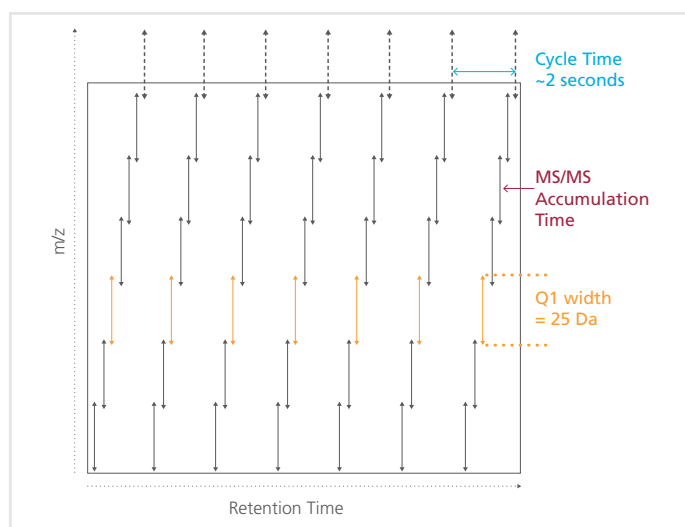 Cycle Time
~2 seconds
MS/MS
Accumulation
Time
m/z
Q1 width
= 25 Da
Retention Time